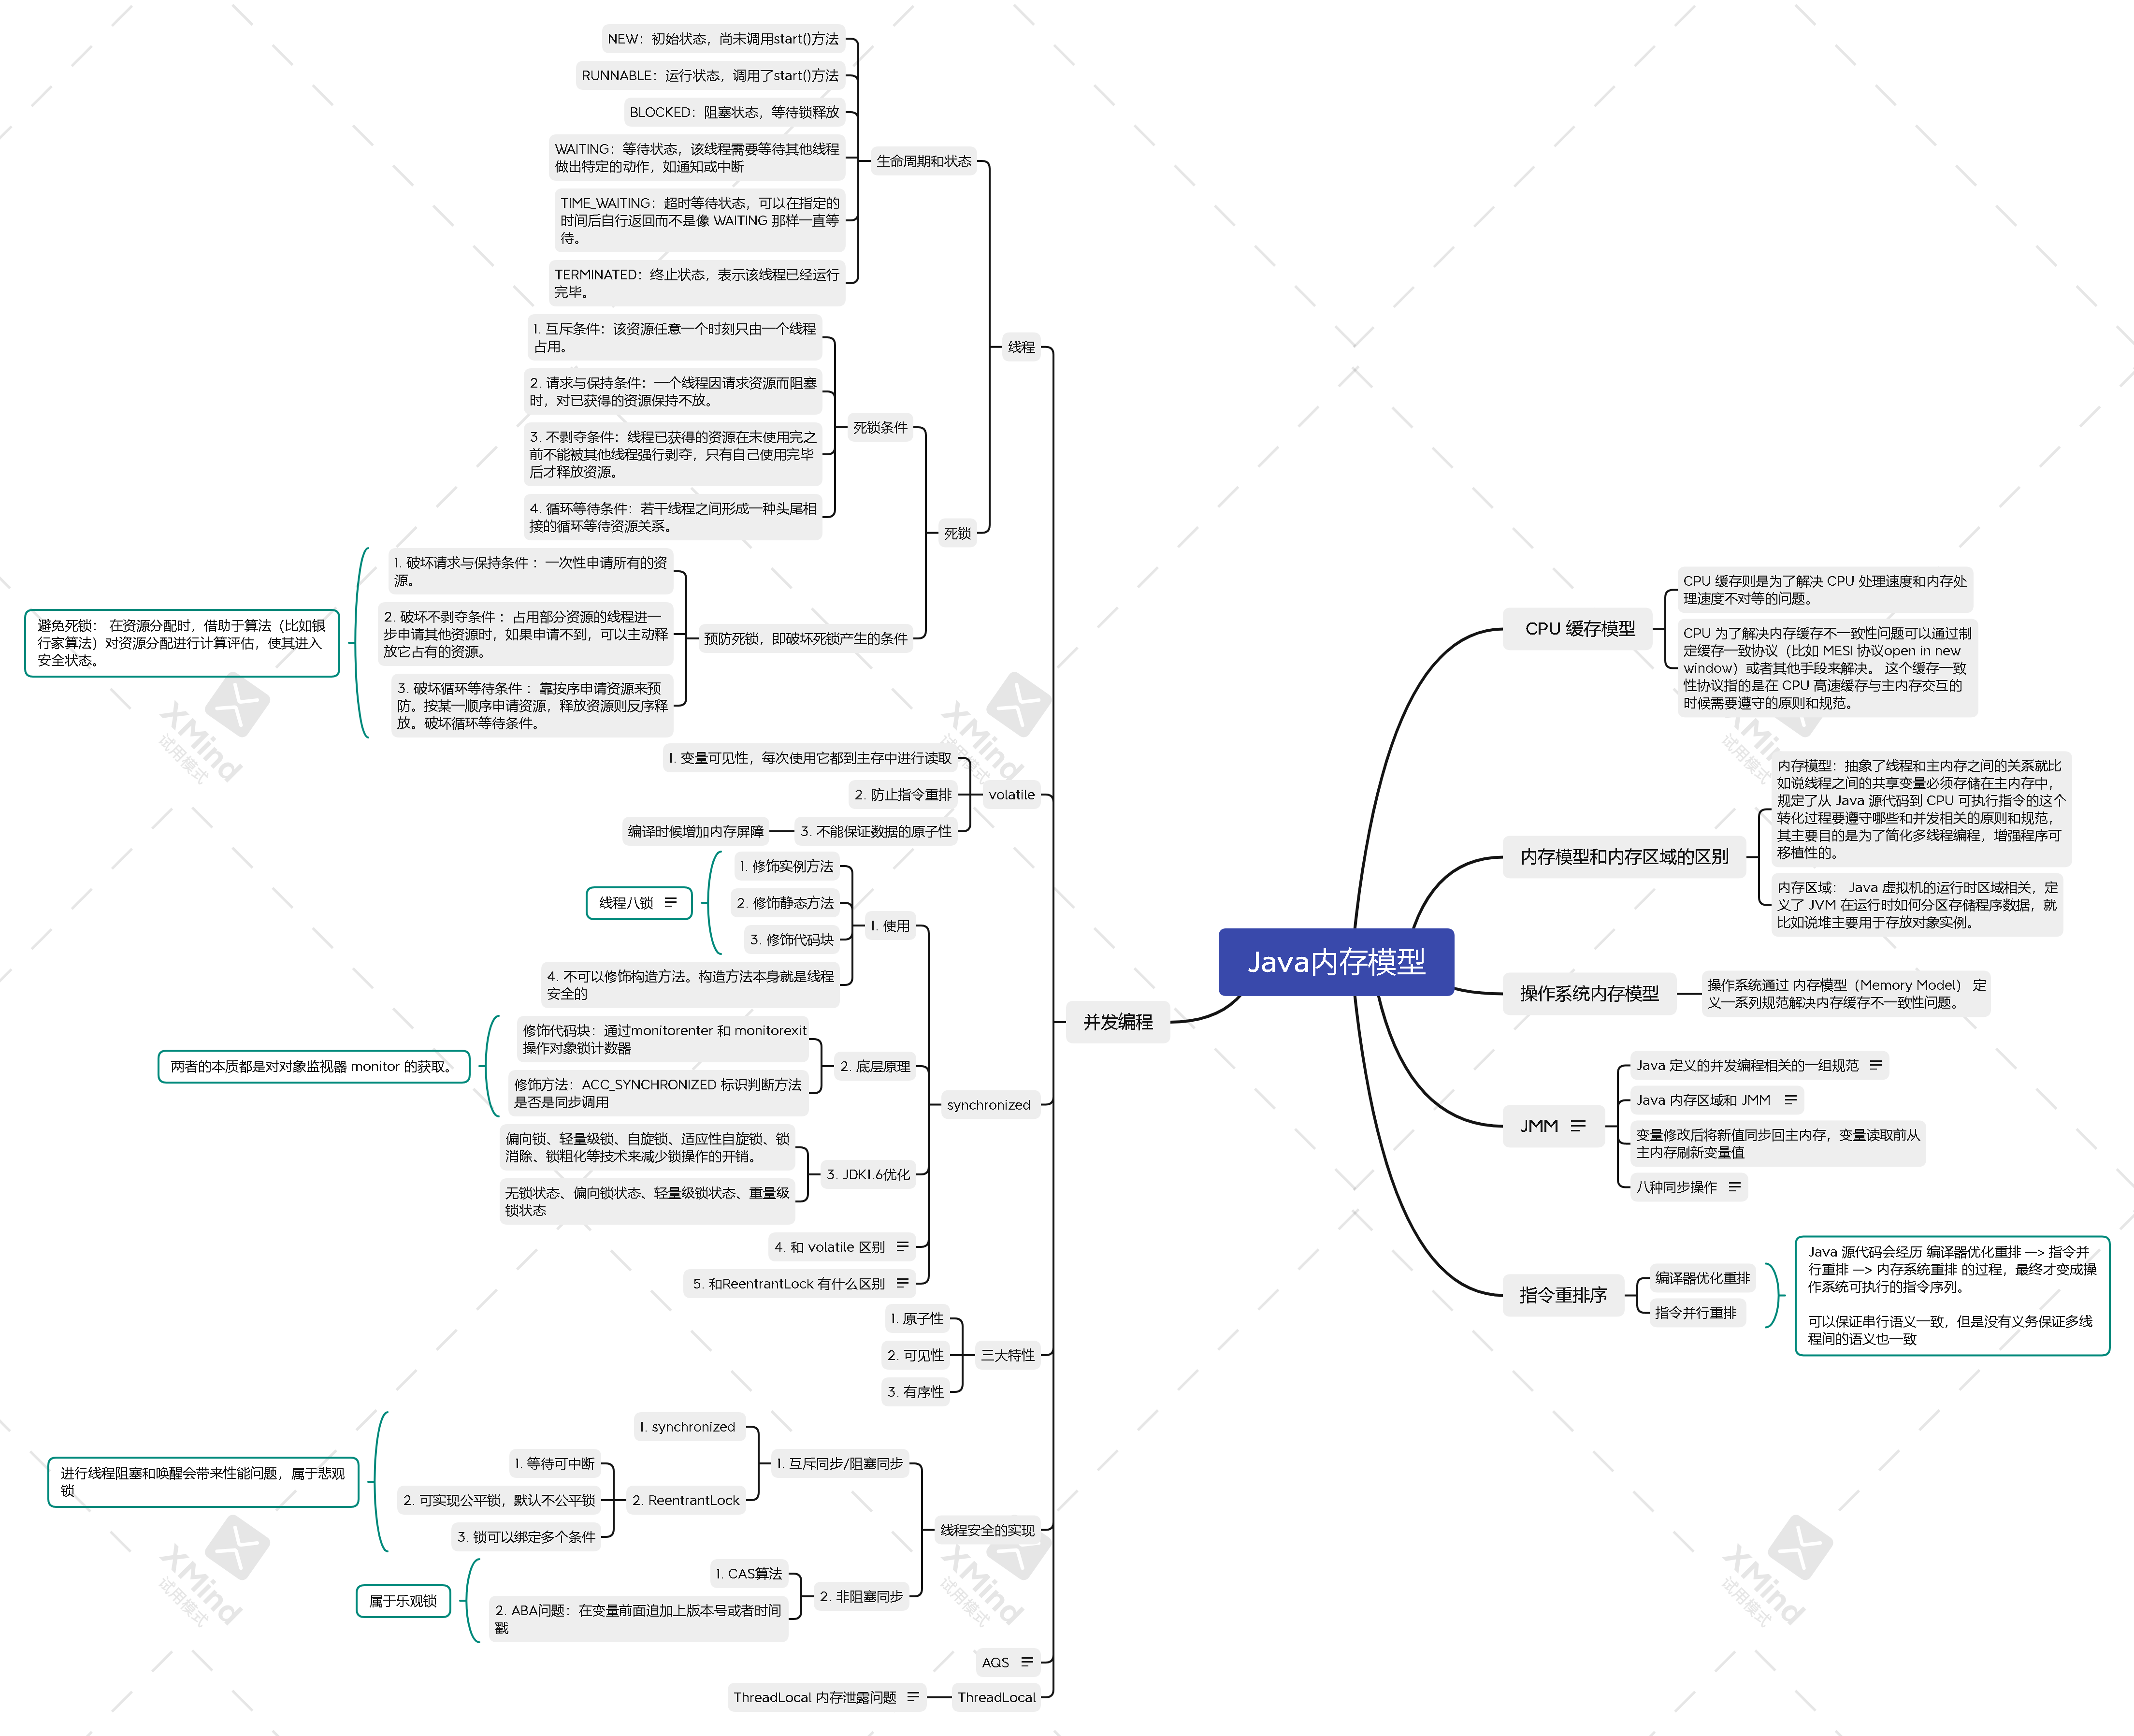 Java内存模型
CPU 缓存模型
CPU 缓存则是为了解决 CPU 处理速度和内存处
理速度不对等的问题。
CPU 为了解决内存缓存不一致性问题可以通过制
定缓存一致协议（比如 MESI 协议open in new
window）或者其他手段来解决。 这个缓存一致
性协议指的是在 CPU 高速缓存与主内存交互的
时候需要遵守的原则和规范。
内存模型和内存区域的区别
内存模型：抽象了线程和主内存之间的关系就比
如说线程之间的共享变量必须存储在主内存中，
规定了从 Java 源代码到 CPU 可执行指令的这个
转化过程要遵守哪些和并发相关的原则和规范，
其主要目的是为了简化多线程编程，增强程序可
移植性的。
内存区域： Java 虚拟机的运行时区域相关，定
义了 JVM 在运行时如何分区存储程序数据，就
比如说堆主要用于存放对象实例。
操作系统内存模型
操作系统通过 内存模型（Memory Model） 定
义一系列规范解决内存缓存不一致性问题。
JMM
Java 定义的并发编程相关的一组规范
Java 内存区域和 JMM
变量修改后将新值同步回主内存，变量读取前从
主内存刷新变量值
八种同步操作
指令重排序
编译器优化重排
指令并行重排
Java 源代码会经历 编译器优化重排 —> 指令并
行重排 —> 内存系统重排 的过程，最终才变成操
作系统可执行的指令序列。
可以保证串行语义一致，但是没有义务保证多线
程间的语义也一致
并发编程
线程
生命周期和状态
NEW：初始状态，尚未调用start()方法
RUNNABLE：运行状态，调用了start()方法
BLOCKED：阻塞状态，等待锁释放
WAITING：等待状态，该线程需要等待其他线程
做出特定的动作，如通知或中断
TIME_WAITING：超时等待状态，可以在指定的
时间后自行返回而不是像 WAITING 那样一直等
待。
TERMINATED：终止状态，表示该线程已经运行
完毕。
死锁
死锁条件
1. 互斥条件：该资源任意一个时刻只由一个线程
占用。
2. 请求与保持条件：一个线程因请求资源而阻塞
时，对已获得的资源保持不放。
3. 不剥夺条件：线程已获得的资源在未使用完之
前不能被其他线程强行剥夺，只有自己使用完毕
后才释放资源。
4. 循环等待条件：若干线程之间形成一种头尾相
接的循环等待资源关系。
预防死锁，即破坏死锁产生的条件
1. 破坏请求与保持条件 ：一次性申请所有的资
源。
2. 破坏不剥夺条件 ：占用部分资源的线程进一
步申请其他资源时，如果申请不到，可以主动释
放它占有的资源。
3. 破坏循环等待条件 ：靠按序申请资源来预
防。按某一顺序申请资源，释放资源则反序释
放。破坏循环等待条件。
避免死锁： 在资源分配时，借助于算法（比如银
行家算法）对资源分配进行计算评估，使其进入
安全状态。
volatile
1. 变量可见性，每次使用它都到主存中进行读取
2. 防止指令重排
3. 不能保证数据的原子性
编译时候增加内存屏障
synchronized
1. 使用
1. 修饰实例方法
2. 修饰静态方法
3. 修饰代码块
线程八锁
4. 不可以修饰构造方法。构造方法本身就是线程
安全的
2. 底层原理
修饰代码块：通过monitorenter 和 monitorexit
操作对象锁计数器
修饰方法：ACC_SYNCHRONIZED 标识判断方法
是否是同步调用
两者的本质都是对对象监视器 monitor 的获取。
3. JDK1.6优化
偏向锁、轻量级锁、自旋锁、适应性自旋锁、锁
消除、锁粗化等技术来减少锁操作的开销。
无锁状态、偏向锁状态、轻量级锁状态、重量级
锁状态
4. 和 volatile 区别
5. 和ReentrantLock 有什么区别
三大特性
1. 原子性
2. 可见性
3. 有序性
线程安全的实现
1. 互斥同步/阻塞同步
1. synchronized
2. ReentrantLock
1. 等待可中断
2. 可实现公平锁，默认不公平锁
3. 锁可以绑定多个条件
进行线程阻塞和唤醒会带来性能问题，属于悲观
锁
2. 非阻塞同步
1. CAS算法
2. ABA问题：在变量前面追加上版本号或者时间
戳
属于乐观锁
AQS
ThreadLocal
ThreadLocal 内存泄露问题
XMind
试用模式
XMind
试用模式
XMind
试用模式
XMind
试用模式
XMind
试用模式
XMind
试用模式